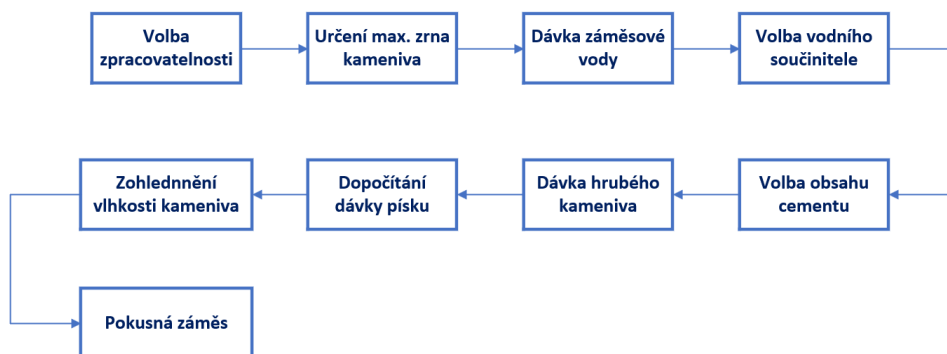 Volba
zpracovatelnosti
Určení max. zrna
kameniva
Dávka záměsové
vody
Volba vodního
součinitele
Zohlednnění
vlhkosti kameniva
Dopočítání
dávky písku
Dávka hrubého
kameniva
Volba obsahu
cementu
Pokusná záměs